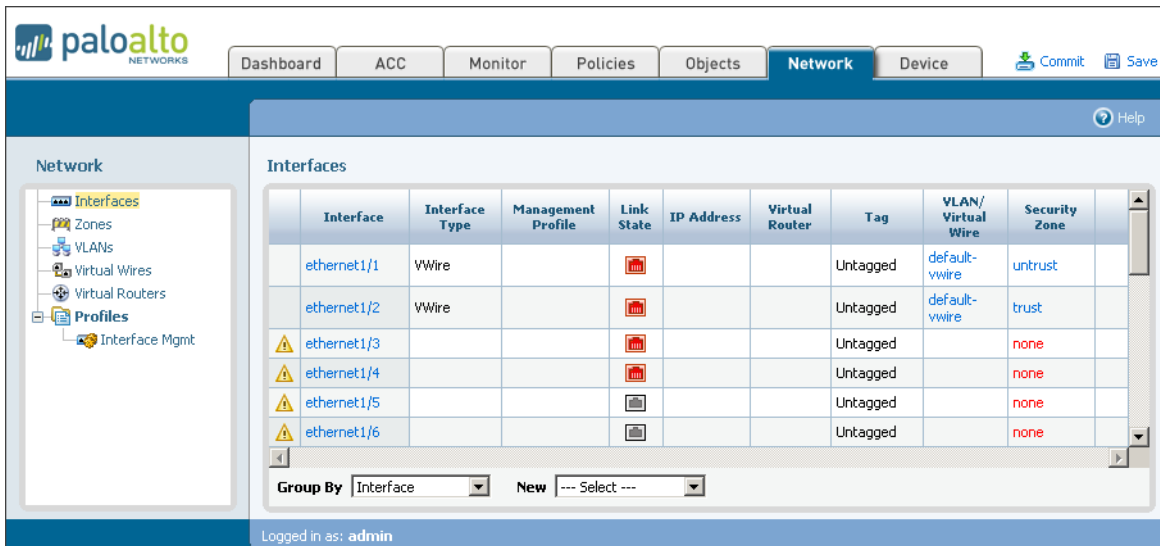 paloalto
NETWORKS
Dashboard ACC Monitor Policies Objects Network Device Commit Save
Help
Network
Interfaces
Zones
VLANs
Virtual Wires
Virtual Routers
Profiles
Interface Mgmt
Interfaces
Interface Interface Type Management Profile Link State IP Address Virtual Router Tag VLAN/ Virtual Wire Security Zone
ethernet1/1 VWire Untagged default-vwire untrust
ethernet1/2 VWire Untagged default-vwire trust
ethernet1/3 Untagged none
ethernet1/4 Untagged none
ethernet1/5 Untagged none
ethernet1/6 Untagged none
Group By Interface New --- Select ---
Logged in as: admin